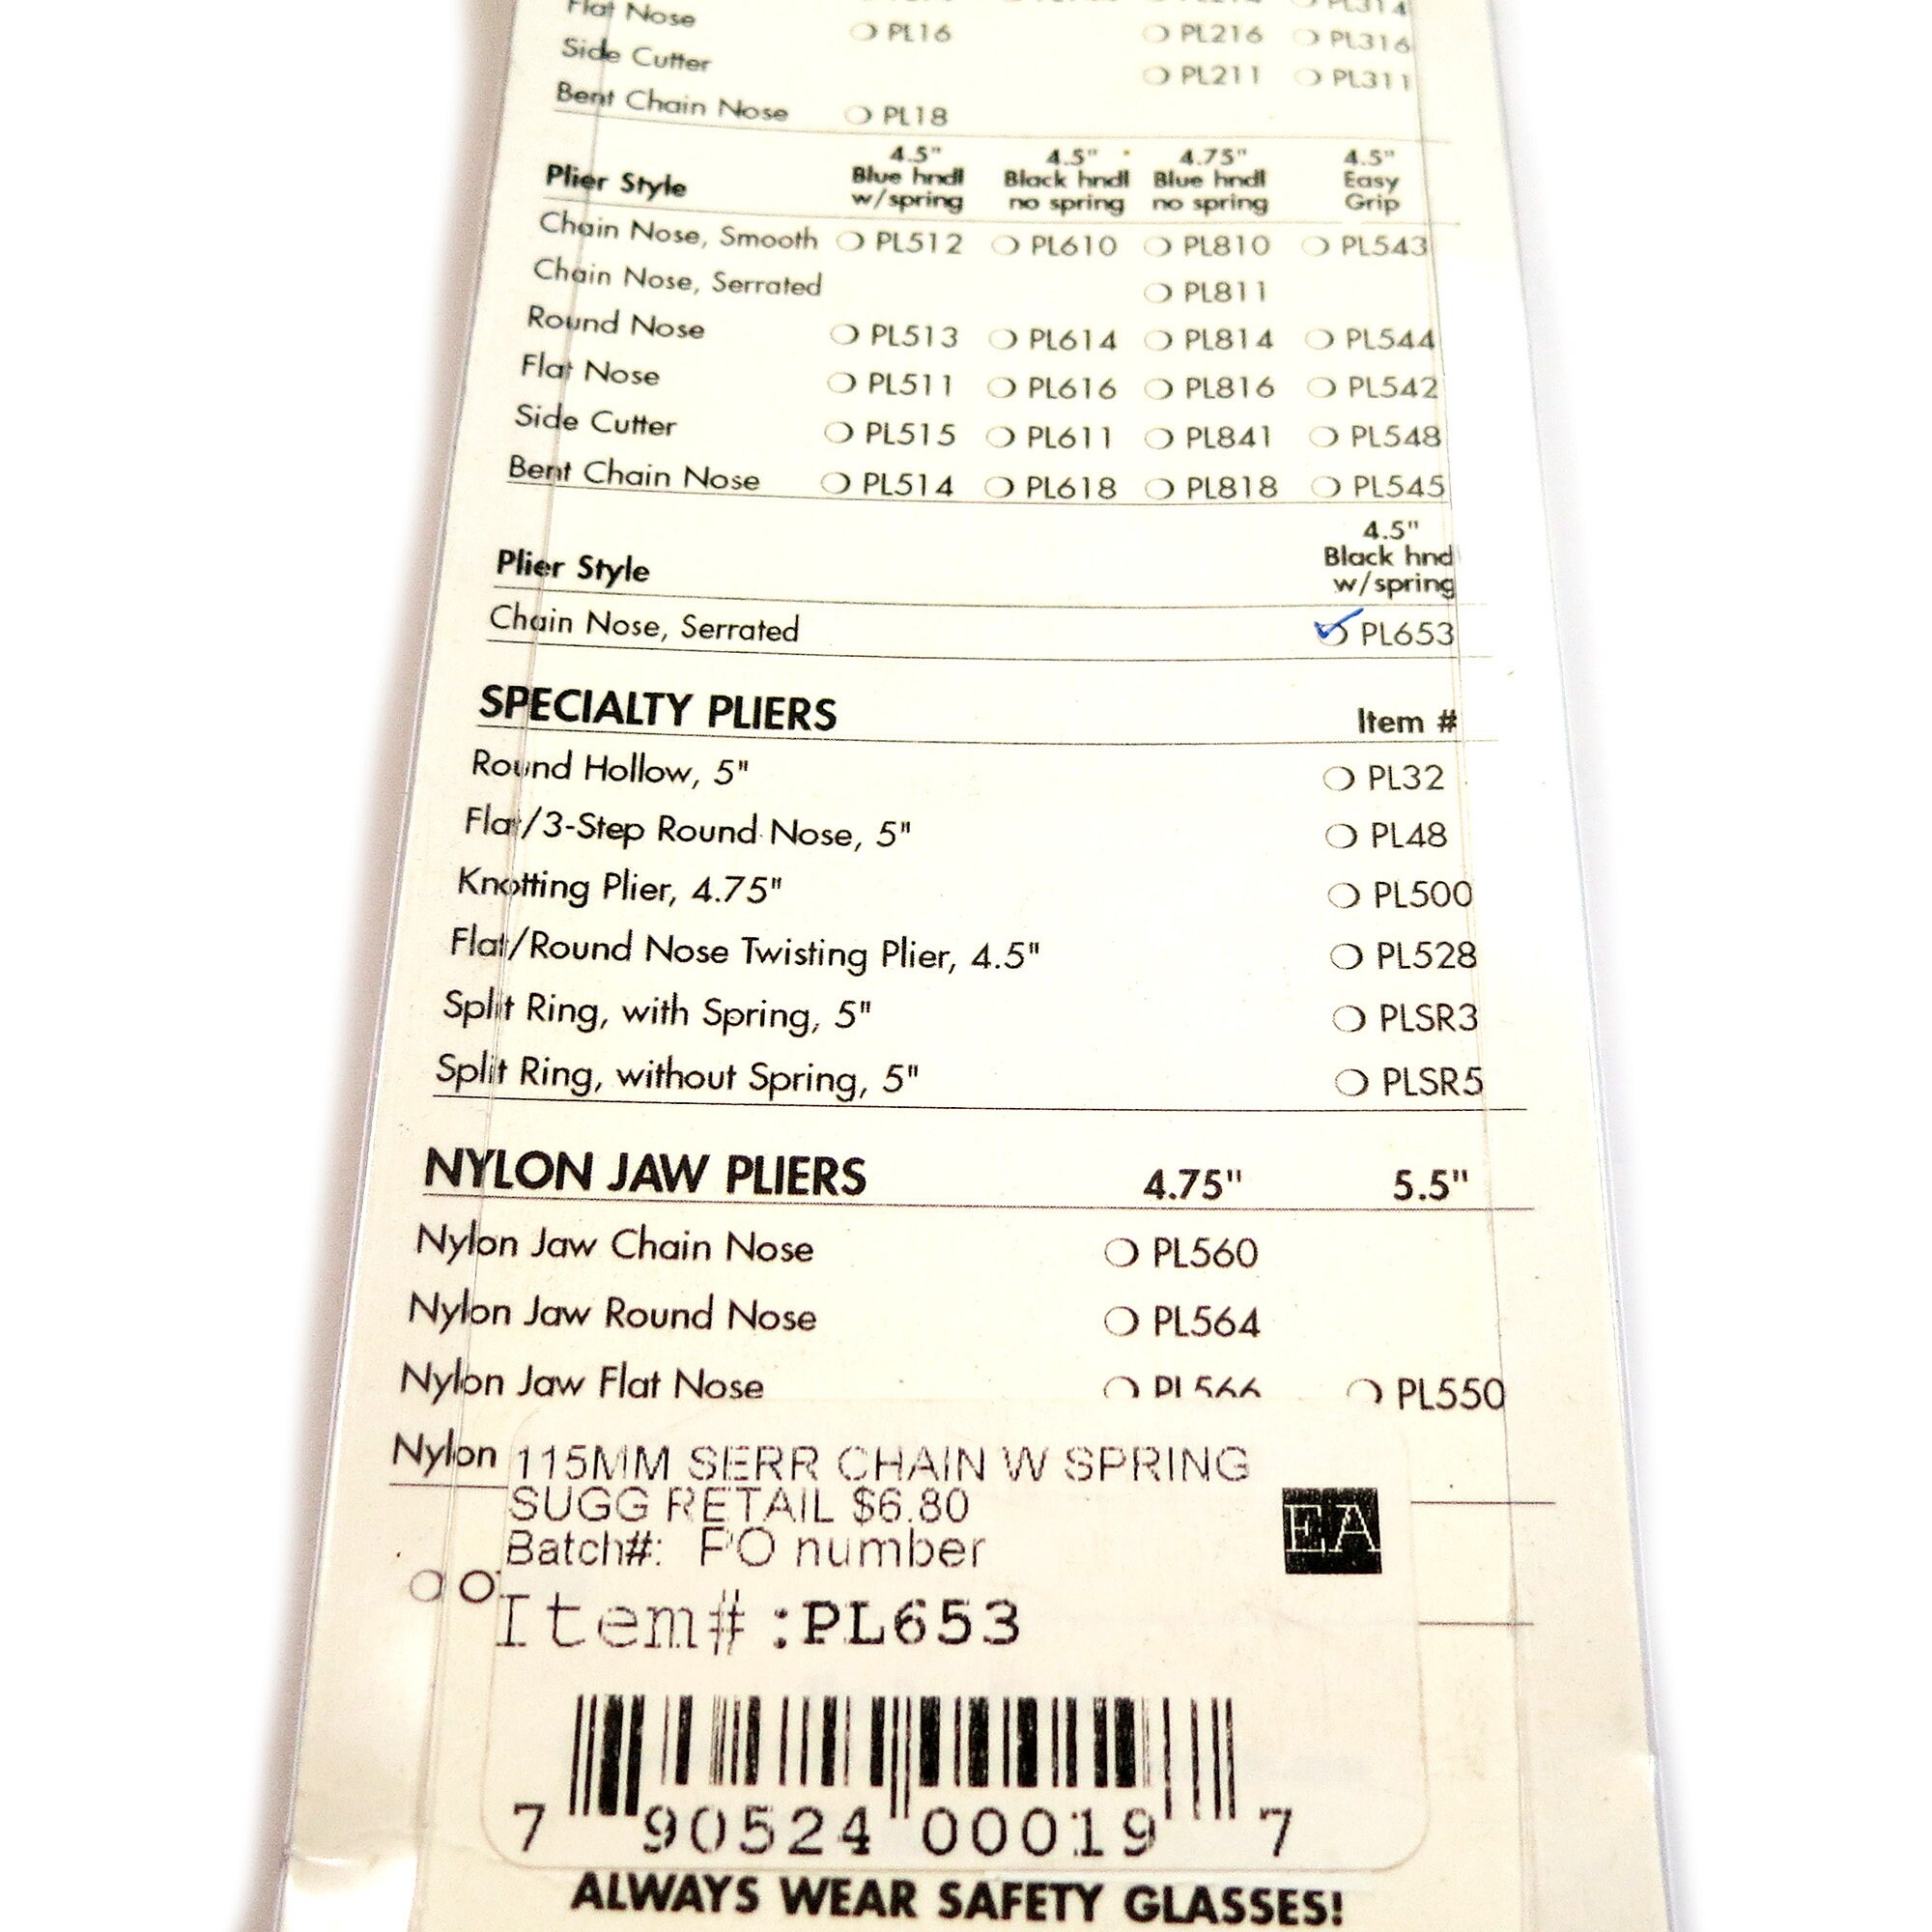 PL314
Flat Nose PL16 PL216 PL316
Side Cutter PL211 PL311
Bent Chain Nose PL18
Plier Style 4.5" Blue hndl w/spring 4.5" Black hndl no spring 4.75" Blue hndl no spring 4.5" Easy Grip
Chain Nose, Smooth PL512 PL610 PL810 PL543
Chain Nose, Serrated PL811
Round Nose PL513 PL614 PL814 PL544
Flat Nose PL511 PL616 PL816 PL542
Side Cutter PL515 PL611 PL841 PL548
Bent Chain Nose PL514 PL618 PL818 PL545
Plier Style 4.5" Black hnd w/spring
Chain Nose, Serrated PL653
SPECIALTY PLIERS Item #
Round Hollow, 5" PL32
Flat/3-Step Round Nose, 5" PL48
Knotting Plier, 4.75" PL500
Flat/Round Nose Twisting Plier, 4.5" PL528
Split Ring, with Spring, 5" PLSR3
Split Ring, without Spring, 5" PLSR5
NYLON JAW PLIERS 4.75" 5.5"
Nylon Jaw Chain Nose PL560
Nylon Jaw Round Nose PL564
Nylon Jaw Flat Nose PL566 PL550
Nylon
115MM SERR CHAIN W SPRING
SUGG RETAIL $6.80
Batch#: PO number
EA
Item#:PL653
7 90524 00019 7
ALWAYS WEAR SAFETY GLASSES!